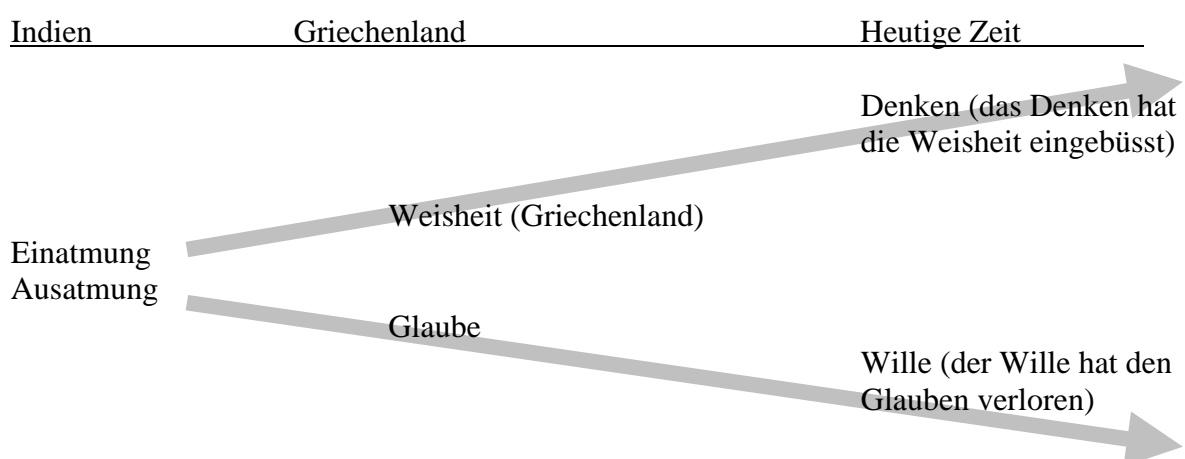 Indien Griechenland Heutige Zeit
Denken (das Denken hat
die Weisheit eingebüsst)
Weisheit (Griechenland)
Einatmung
Ausatmung
Glaube
Wille (der Wille hat den
Glauben verloren)